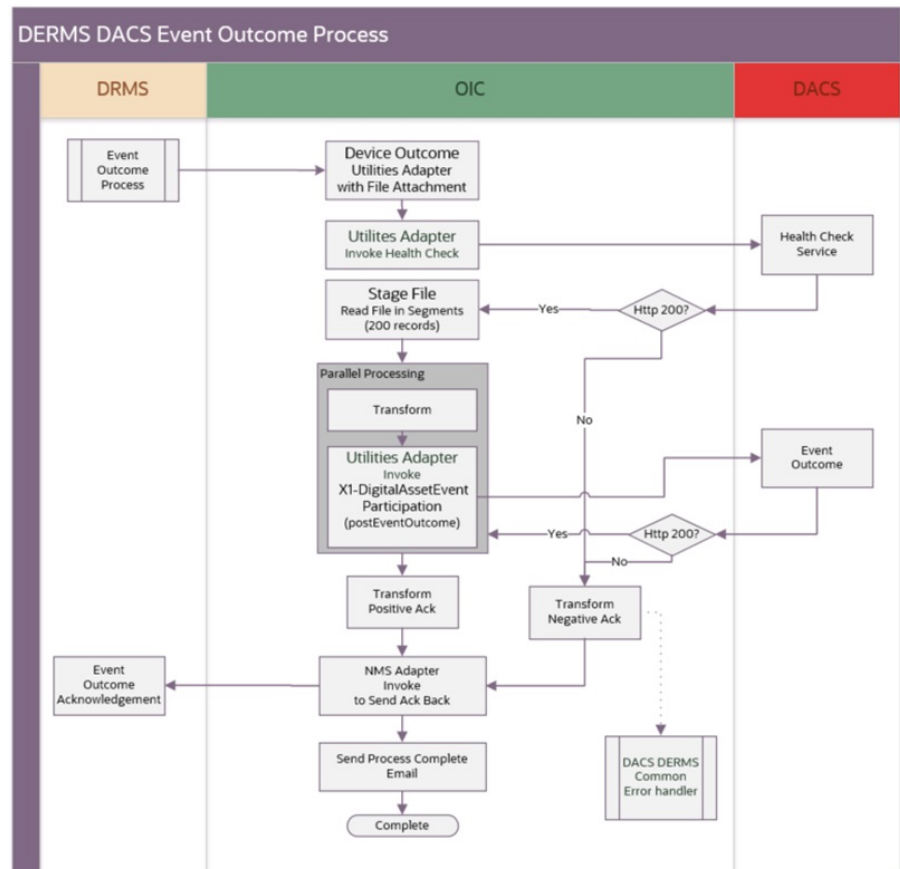 DERMS DACS Event Outcome Process
DRMS
OIC
DACS
Event
Outcome
Process
Device Outcome
Utilities Adapter
with File Attachment
Utilites Adapter
Invoke Health Check
Health Check
Service
Stage File
Read File in Segments
(200 records)
Yes
Http 200?
Parallel Processing
Transform
No
Utilities Adapter
Invoke
X1-DigitalAssetEvent
Participation
(postEventOutcome)
Event
Outcome
Yes
Http 200?
No
Transform
Positive Ack
Transform
Negative Ack
Event
Outcome
Acknowledgement
NMS Adapter
Invoke
to Send Ack Back
Send Process Complete
Email
DACS DERMS
Common
Error handler
Complete